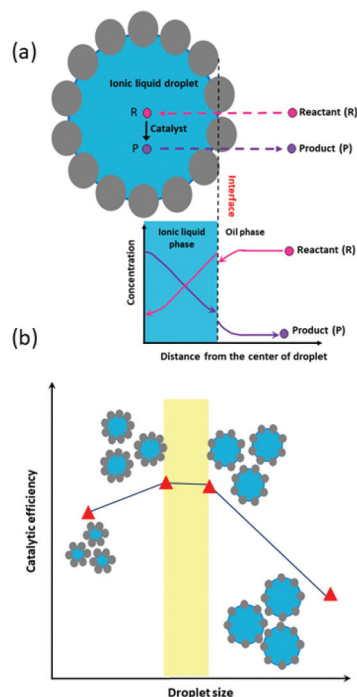 (a)
Ionic liquid droplet
R
Reactant (R)
Catalyst
P
Product (P)
Interface
Ionic liquid
phase
Oil phase
Reactant (R)
Concentration
Product (P)
Distance from the center of droplet
(b)
Catalytic efficiency
Droplet size